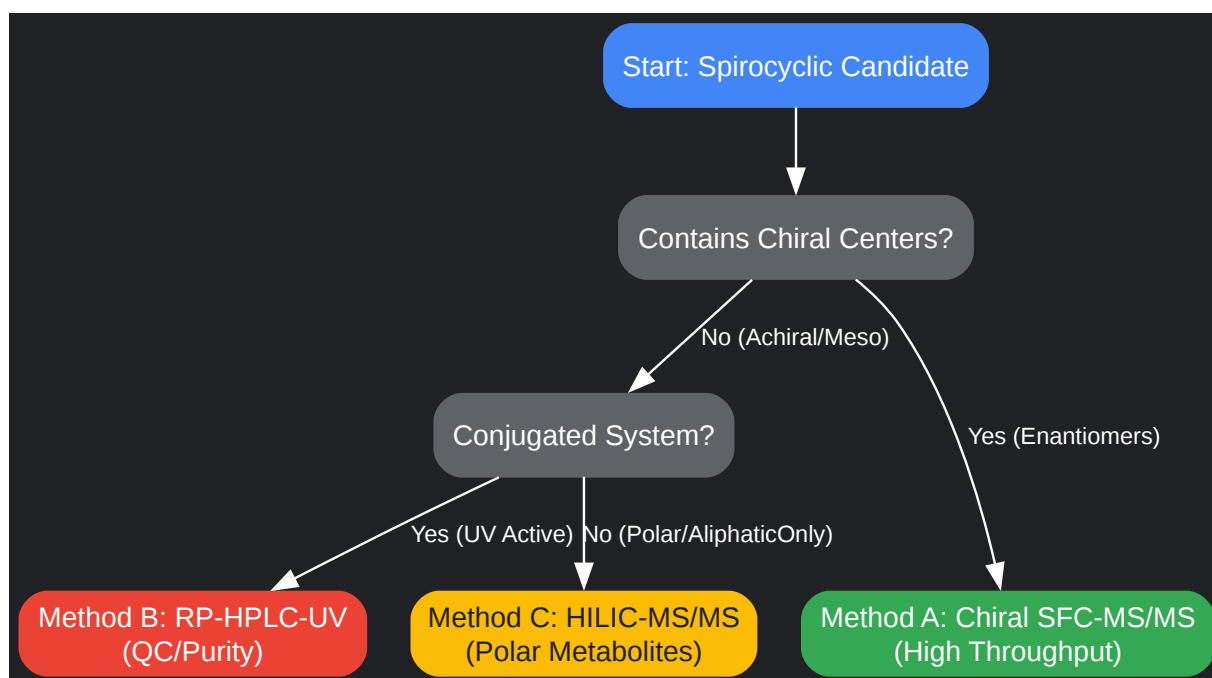 Start: Spirocyclic Candidate
Contains Chiral Centers?
No (Achiral/Meso)
Conjugated System?
Yes (Enantiomers)
Yes (UV Active)
No (Polar/AliphaticOnly)
Method B: RP-HPLC-UV
(QC/Purity)
Method C: HILIC-MS/MS
(Polar Metabolites)
Method A: Chiral SFC-MS/MS
(High Throughput)